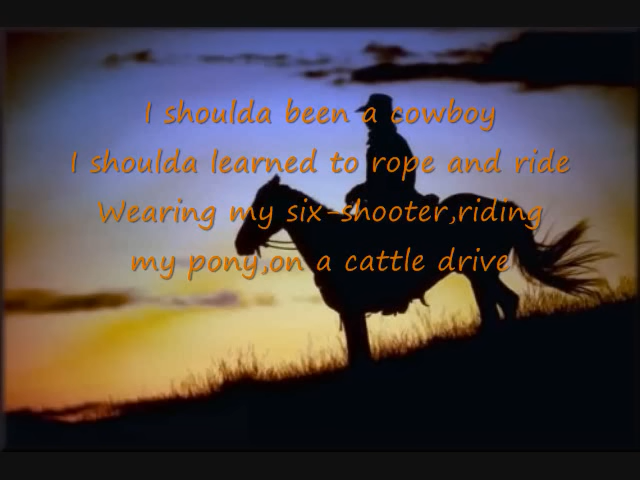 I shoulda been a cowboy
I shoulda learned to rope and ride
Wearing my six-shooter,riding
my pony,on a cattle drive